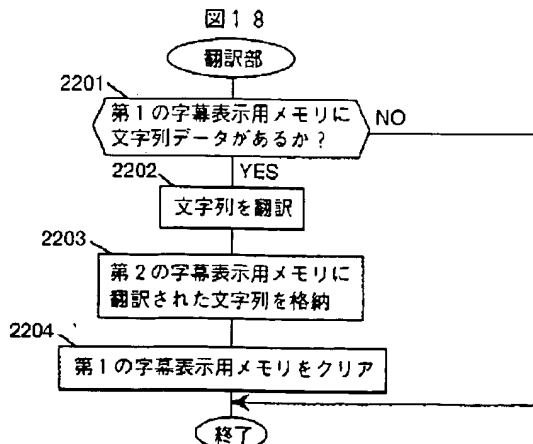 図18
翻訳部
2201
第1の字幕表示用メモリに
文字列データがあるか?
NO
YES
2202
文字列を翻訳
2203
第2の字幕表示用メモリに
翻訳された文字列を格納
2204
第1の字幕表示用メモリをクリア
終了